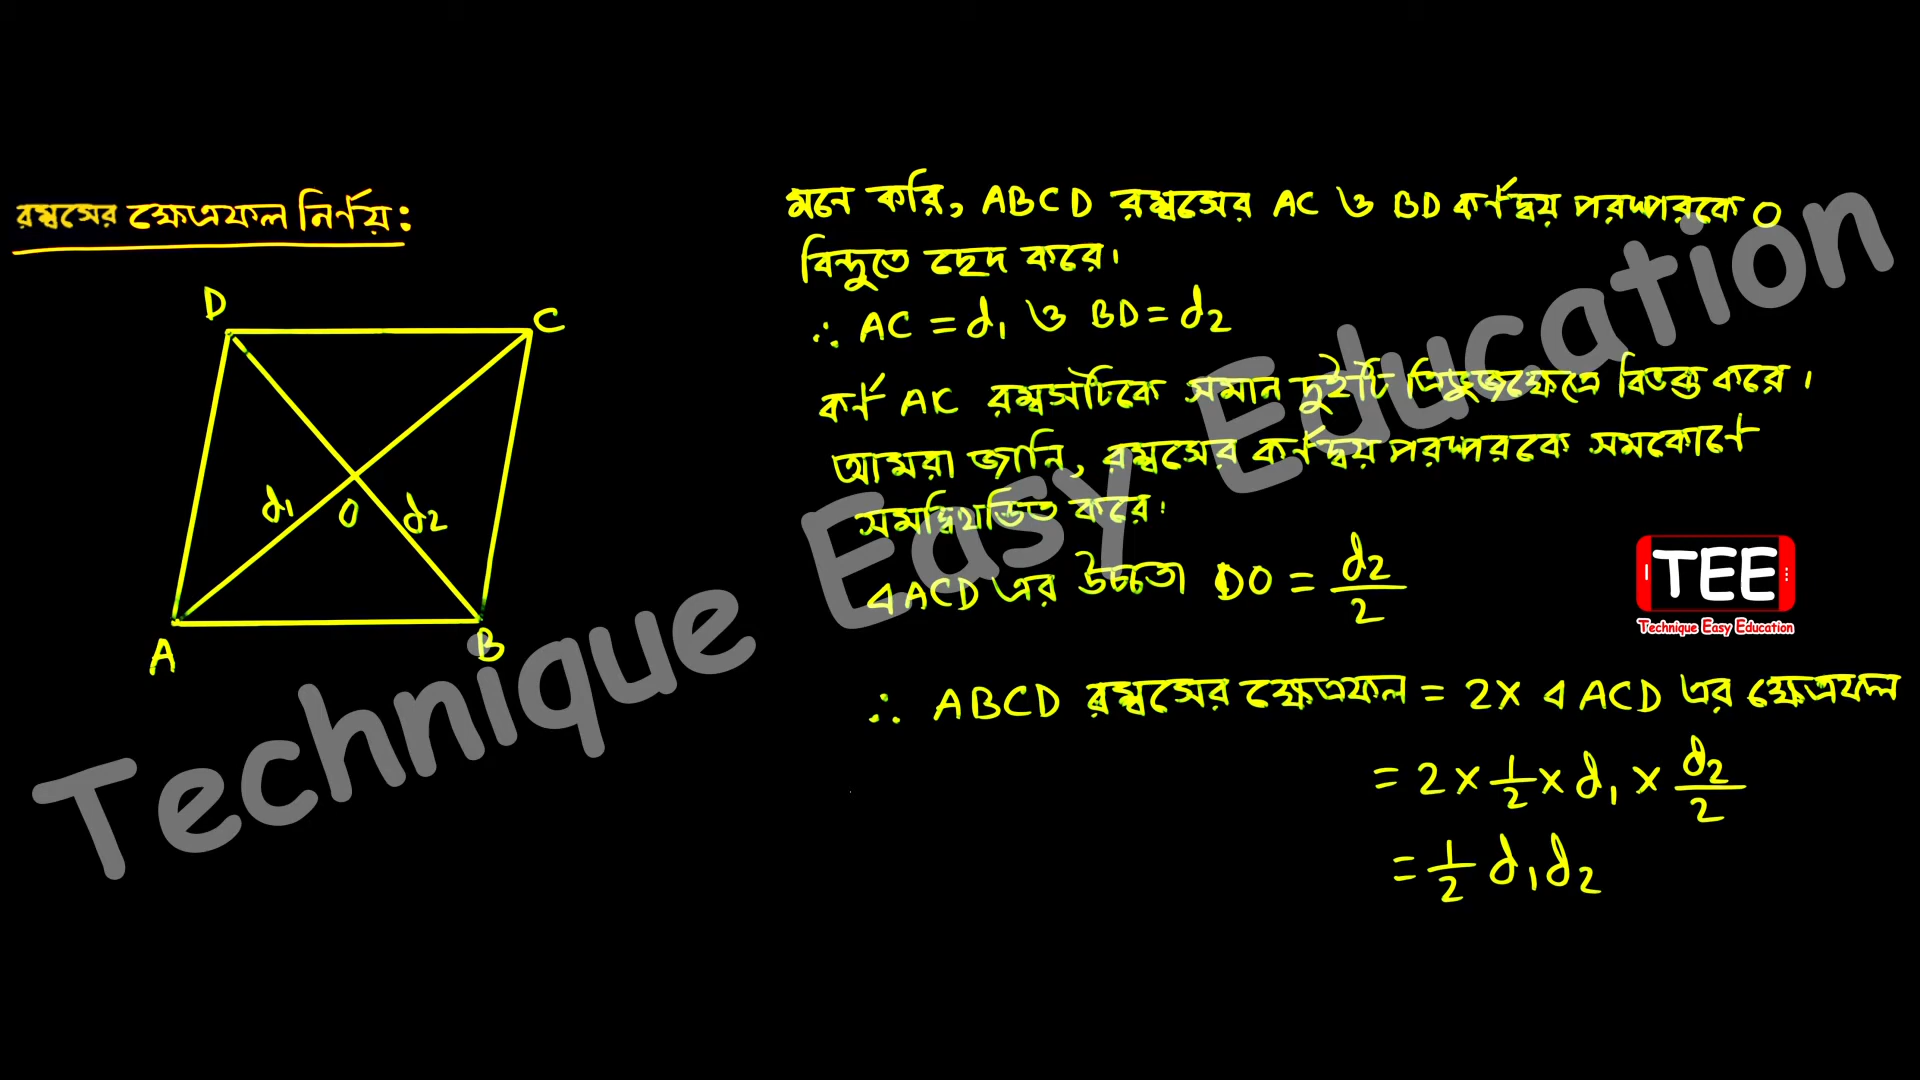 রম্বসের ক্ষেত্রফল নির্ণয়:
D
C
d₁
O
d₂
A
B
মনে করি, ABCD রম্বসের AC ও BD কর্ণদ্বয় পরস্পরকে O
বিন্দুতে ছেদ করে।
∴ AC = d₁ ও BD = d₂
কর্ণ AC রম্বসটিকে সমান দুইটি ত্রিভুজক্ষেত্রে বিভক্ত করে।
আমরা জানি, রম্বসের কর্ণদ্বয় পরস্পরকে সমকোণে
সমদ্বিখন্ডিত করে।
△ ACD এর উচ্চতা DO = d₂/2
∴ ABCD রম্বসের ক্ষেত্রফল = 2 × △ ACD এর ক্ষেত্রফল
= 2 × 1/2 × d₁ × d₂/2
= 1/2 d₁d₂
TEE
Technique Easy Education
Technique Easy Education